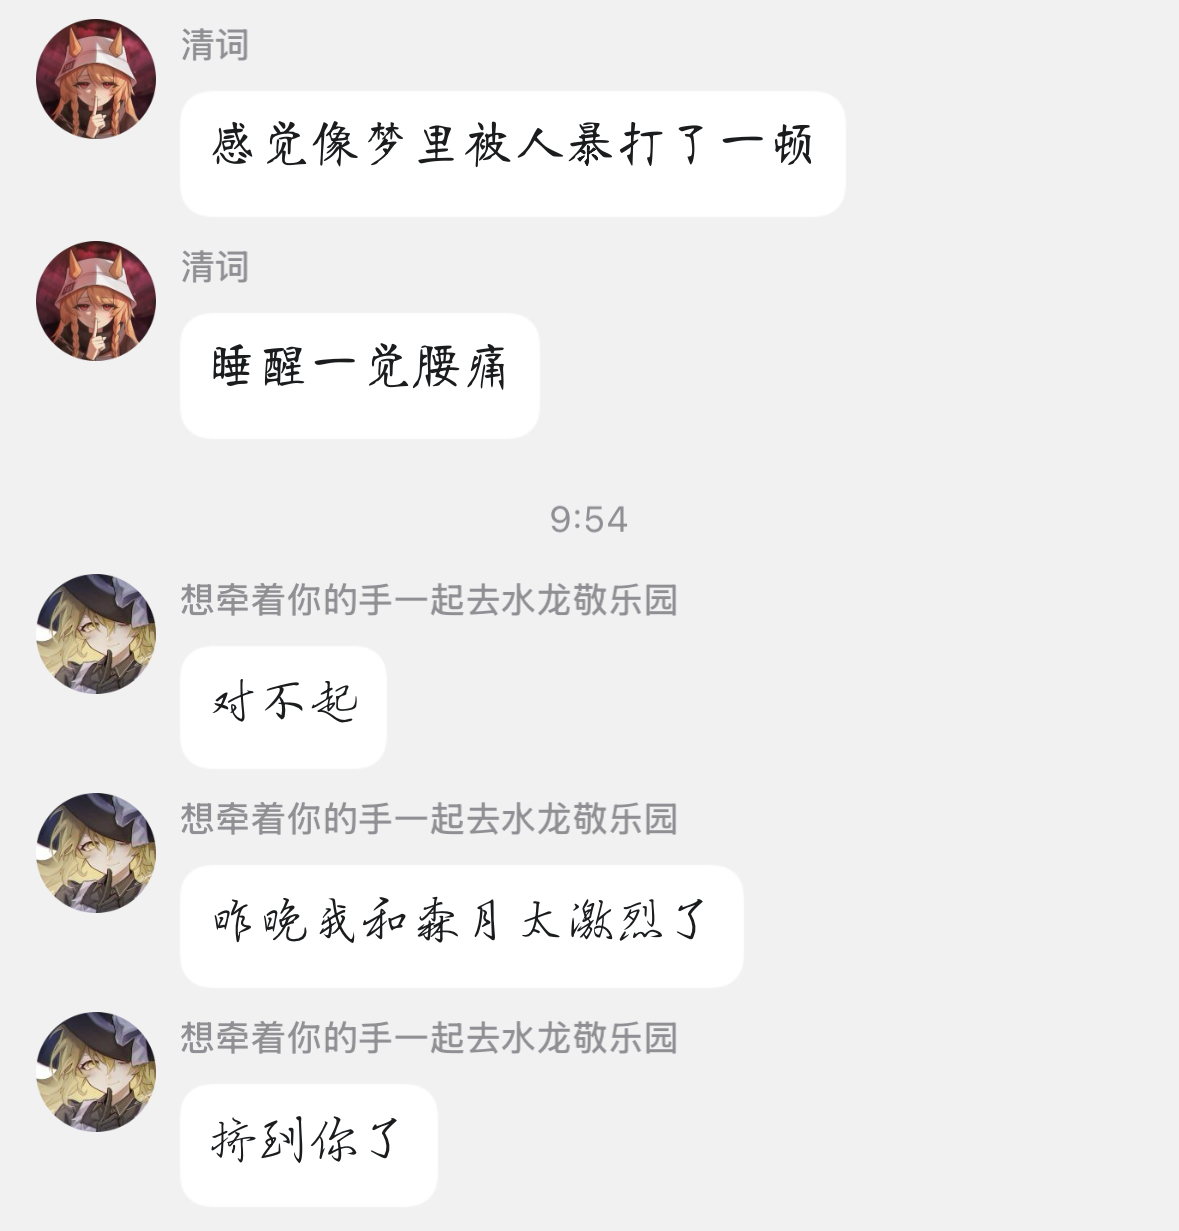 清词
感觉像梦里被人暴打了一顿
清词
睡醒一觉腰痛
9:54
想牵着你的手一起去水龙敬乐园
对不起
想牵着你的手一起去水龙敬乐园
昨晚我和森月太激烈了
想牵着你的手一起去水龙敬乐园
挤到你了